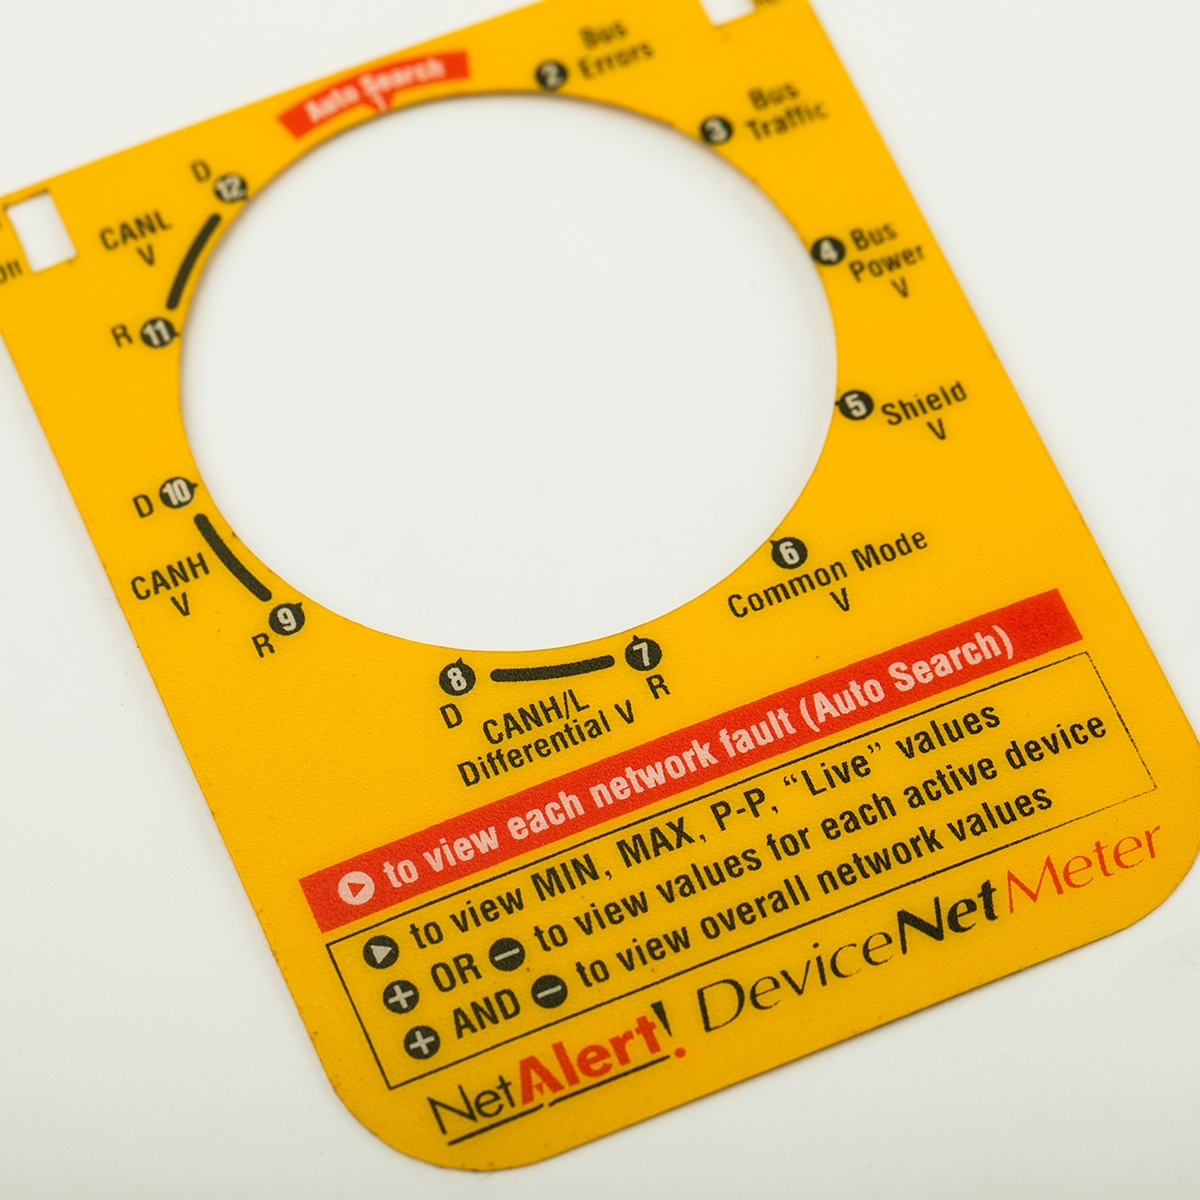 Auto Search
1
2 Bus
Errors
3 Bus
Traffic
4 Bus
Power
V
5 Shield
V
6
Common Mode
V
7
R
8
D
CANH/L
Differential V
9
R
CANH
V
D 10
R 11
CANL
V
D
12
to view each network fault (Auto Search)
to view MIN, MAX, P-P, “Live” values
+ OR − to view values for each active device
+ AND − to view overall network values
NetAlert! DeviceNetMeter